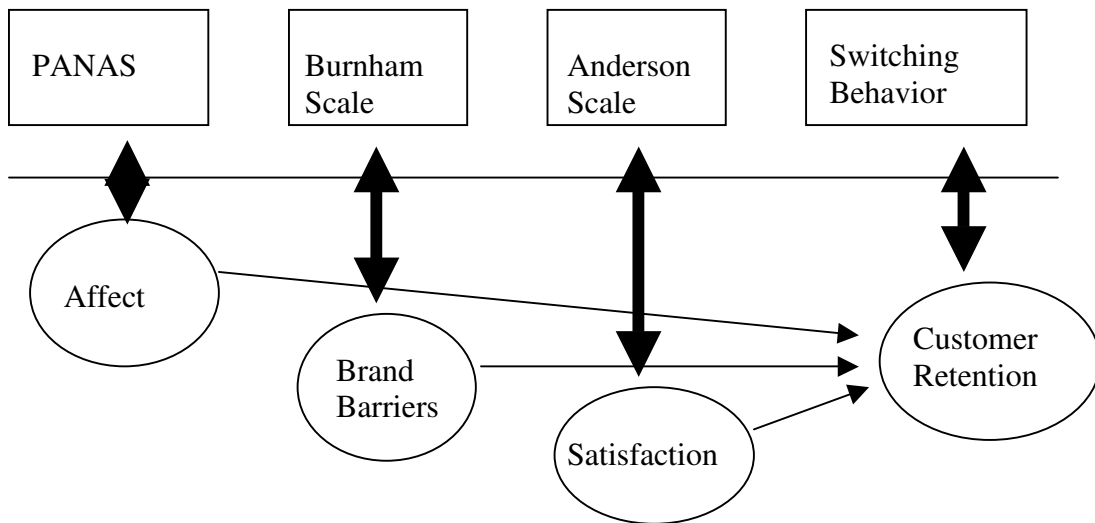 PANAS
Burnham
Scale
Anderson
Scale
Switching
Behavior
Affect
Brand
Barriers
Satisfaction
Customer
Retention